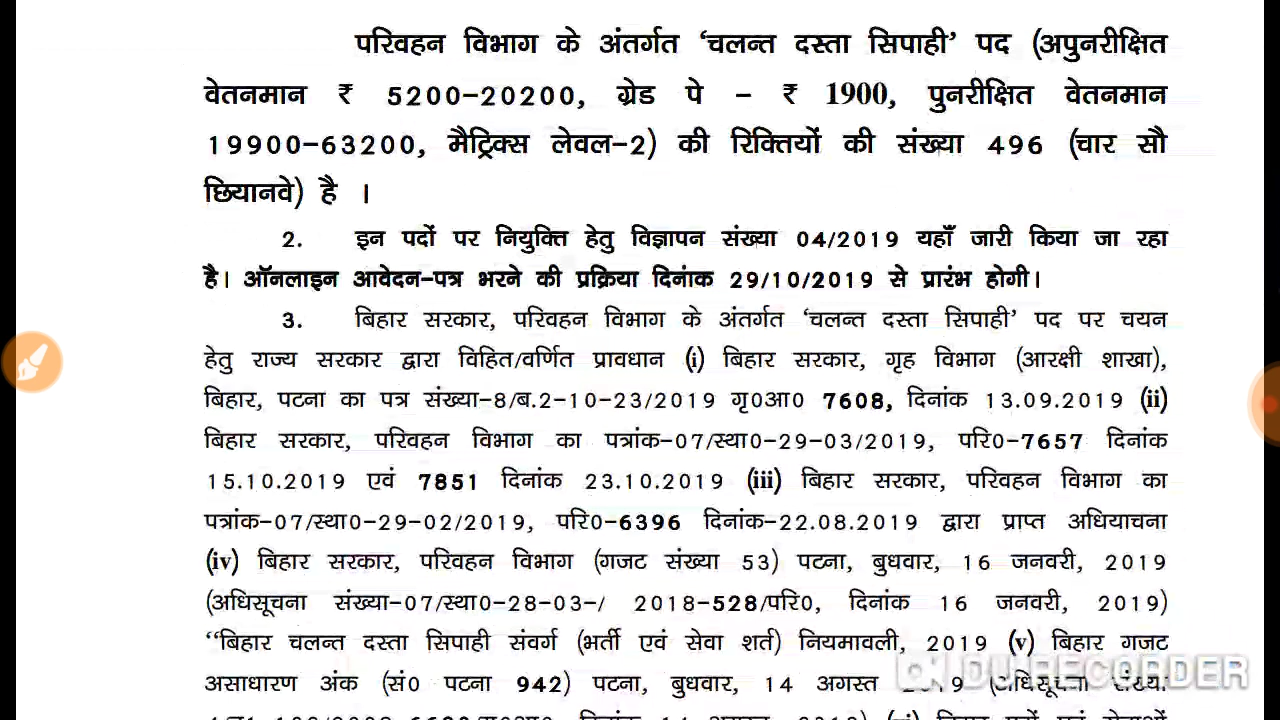 परिवहन विभाग के अंतर्गत ‘चलन्त दस्ता सिपाही’ पद (अपुनरीक्षित
वेतनमान ₹ 5200-20200, ग्रेड पे - ₹ 1900, पुनरीक्षित वेतनमान
19900-63200, मैट्रिक्स लेवल-2) की रिक्तियों की संख्या 496 (चार सौ
छियानवे) है ।
2. इन पदों पर नियुक्ति हेतु विज्ञापन संख्या 04/2019 यहाँ जारी किया जा रहा
है। ऑनलाइन आवेदन-पत्र भरने की प्रक्रिया दिनांक 29/10/2019 से प्रारंभ होगी।
3. बिहार सरकार, परिवहन विभाग के अंतर्गत ‘चलन्त दस्ता सिपाही’ पद पर चयन
हेतु राज्य सरकार द्वारा विहित/वर्णित प्रावधान (i) बिहार सरकार, गृह विभाग (आरक्षी शाखा),
बिहार, पटना का पत्र संख्या-8/ब.2-10-23/2019 गृ0आ0 7608, दिनांक 13.09.2019 (ii)
बिहार सरकार, परिवहन विभाग का पत्रांक-07/स्था0-29-03/2019, परि0-7657 दिनांक
15.10.2019 एवं 7851 दिनांक 23.10.2019 (iii) बिहार सरकार, परिवहन विभाग का
पत्रांक-07/स्था0-29-02/2019, परि0-6396 दिनांक-22.08.2019 द्वारा प्राप्त अधियाचना
(iv) बिहार सरकार, परिवहन विभाग (गजट संख्या 53) पटना, बुधवार, 16 जनवरी, 2019
(अधिसूचना संख्या-07/स्था0-28-03-/ 2018-528/परि0, दिनांक 16 जनवरी, 2019)
‘‘बिहार चलन्त दस्ता सिपाही संवर्ग (भर्ती एवं सेवा शर्त) नियमावली, 2019 (v) बिहार गजट
असाधारण अंक (सं0 पटना 942) पटना, बुधवार, 14 अगस्त 2019 (अधिसूचना संख्या
DU RECORDER